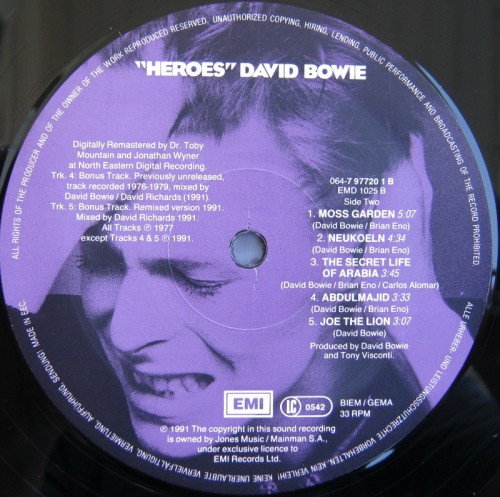 ALL RIGHTS OF THE PRODUCER AND OF THE OWNER OF THE WORK REPRODUCED RESERVED. UNAUTHORIZED COPYING, HIRING, LENDING, PUBLIC PERFORMANCE AND BROADCASTING OF THE RECORD PROHIBITED.
"HEROES" DAVID BOWIE
Digitally Remastered by Dr. Toby
Mountain and Jonathan Wyner
at North Eastern Digital Recording.
Trk. 4: Bonus Track. Previously unreleased,
track recorded 1976-1979, mixed by
David Bowie / David Richards (1991).
Trk. 5: Bonus Track. Remixed version 1991.
Mixed by David Richards 1991.
All Tracks ℗ 1977
except Tracks 4 & 5 ℗ 1991.
064-7 97720 1 B
EMD 1025 B
Side Two
1. MOSS GARDEN 5:07
(David Bowie / Brian Eno)
2. NEUKOELN 4:34
(David Bowie / Brian Eno)
3. THE SECRET LIFE
OF ARABIA 3:45
(David Bowie / Brian Eno / Carlos Alomar)
4. ABDULMAJID 3:33
(David Bowie / Brian Eno)
5. JOE THE LION 3:07
(David Bowie)
Produced by David Bowie
and Tony Visconti.
EMI
LC 0542
BIEM / GEMA
33 RPM
℗ 1991 The copyright in this sound recording
is owned by Jones Music / Mainman S.A.,
under exclusive licence to
EMI Records Ltd.
ALLE URHEBER- UND LEISTUNGSSCHUTZRECHTE VORBEHALTEN. KEIN VERLEIH! KEINE UNERLAUBTE VERVIELFÄLTIGUNG, VERMIETUNG, AUFFÜHRUNG, SENDUNG! MADE IN EEC.